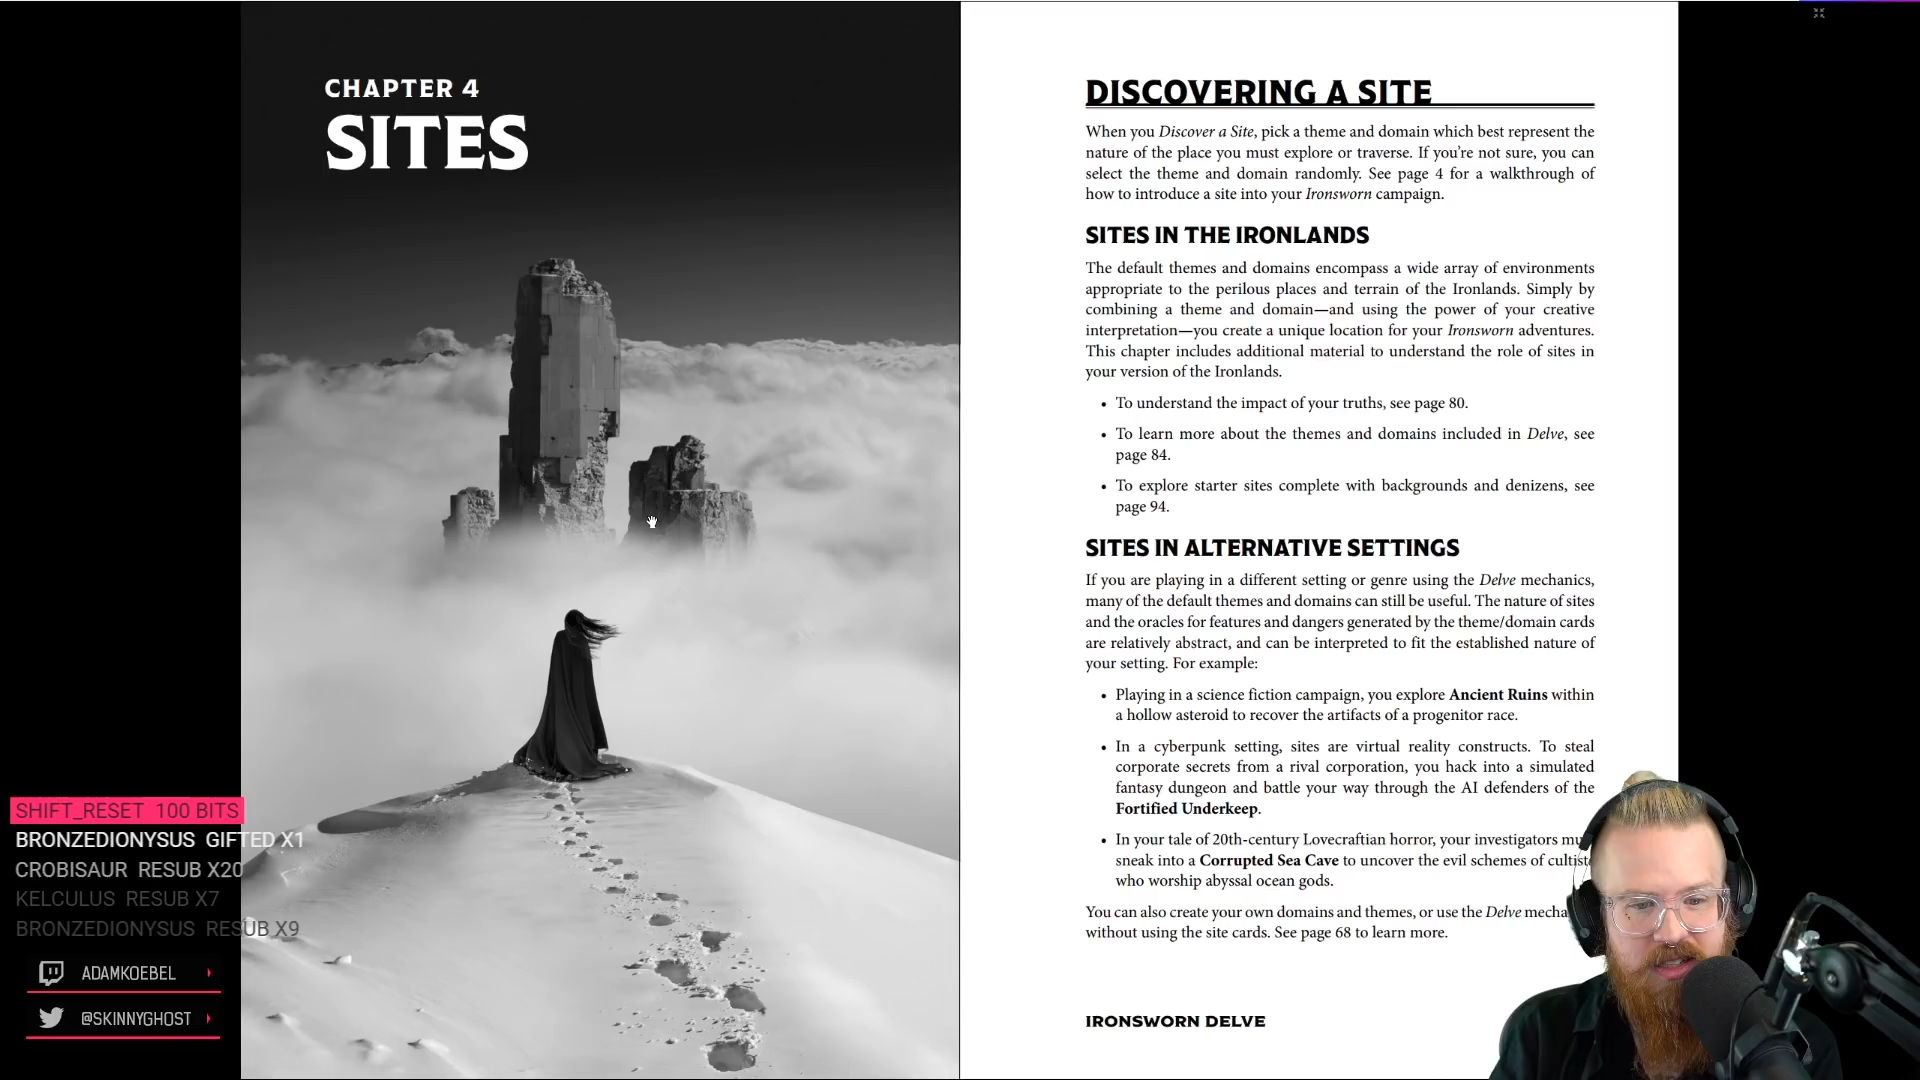 CHAPTER 4
SITES
DISCOVERING A SITE
When you Discover a Site, pick a theme and domain which best represent the
nature of the place you must explore or traverse. If you're not sure, you can
select the theme and domain randomly. See page 4 for a walkthrough of
how to introduce a site into your Ironsworn campaign.
SITES IN THE IRONLANDS
The default themes and domains encompass a wide array of environments
appropriate to the perilous places and terrain of the Ironlands. Simply by
combining a theme and domain—and using the power of your creative
interpretation—you create a unique location for your Ironsworn adventures.
This chapter includes additional material to understand the role of sites in
your version of the Ironlands.
• To understand the impact of your truths, see page 80.
• To learn more about the themes and domains included in Delve, see
page 84.
• To explore starter sites complete with backgrounds and denizens, see
page 94.
SITES IN ALTERNATIVE SETTINGS
If you are playing in a different setting or genre using the Delve mechanics,
many of the default themes and domains can still be useful. The nature of sites
and the oracles for features and dangers generated by the theme/domain cards
are relatively abstract, and can be interpreted to fit the established nature of
your setting. For example:
• Playing in a science fiction campaign, you explore Ancient Ruins within
a hollow asteroid to recover the artifacts of a progenitor race.
• In a cyberpunk setting, sites are virtual reality constructs. To steal
corporate secrets from a rival corporation, you hack into a simulated
fantasy dungeon and battle your way through the AI defenders of the
Fortified Underkeep.
• In your tale of 20th-century Lovecraftian horror, your investigators
sneak into a Corrupted Sea Cave to uncover the evil schemes of
who worship abyssal ocean gods.
You can also create your own domains and themes, or use the Delve
without using the site cards. See page 68 to learn more.
IRONSWORN DELVE
SHIFT_RESET 100 BITS
BRONZEDIONYSUS GIFTED X1
CROBISAUR RESUB X20
KELCULUS RESUB X7
BRONZEDIONYSUS RESUB X9
ADAMKOEBEL
@SKINNYGHOST